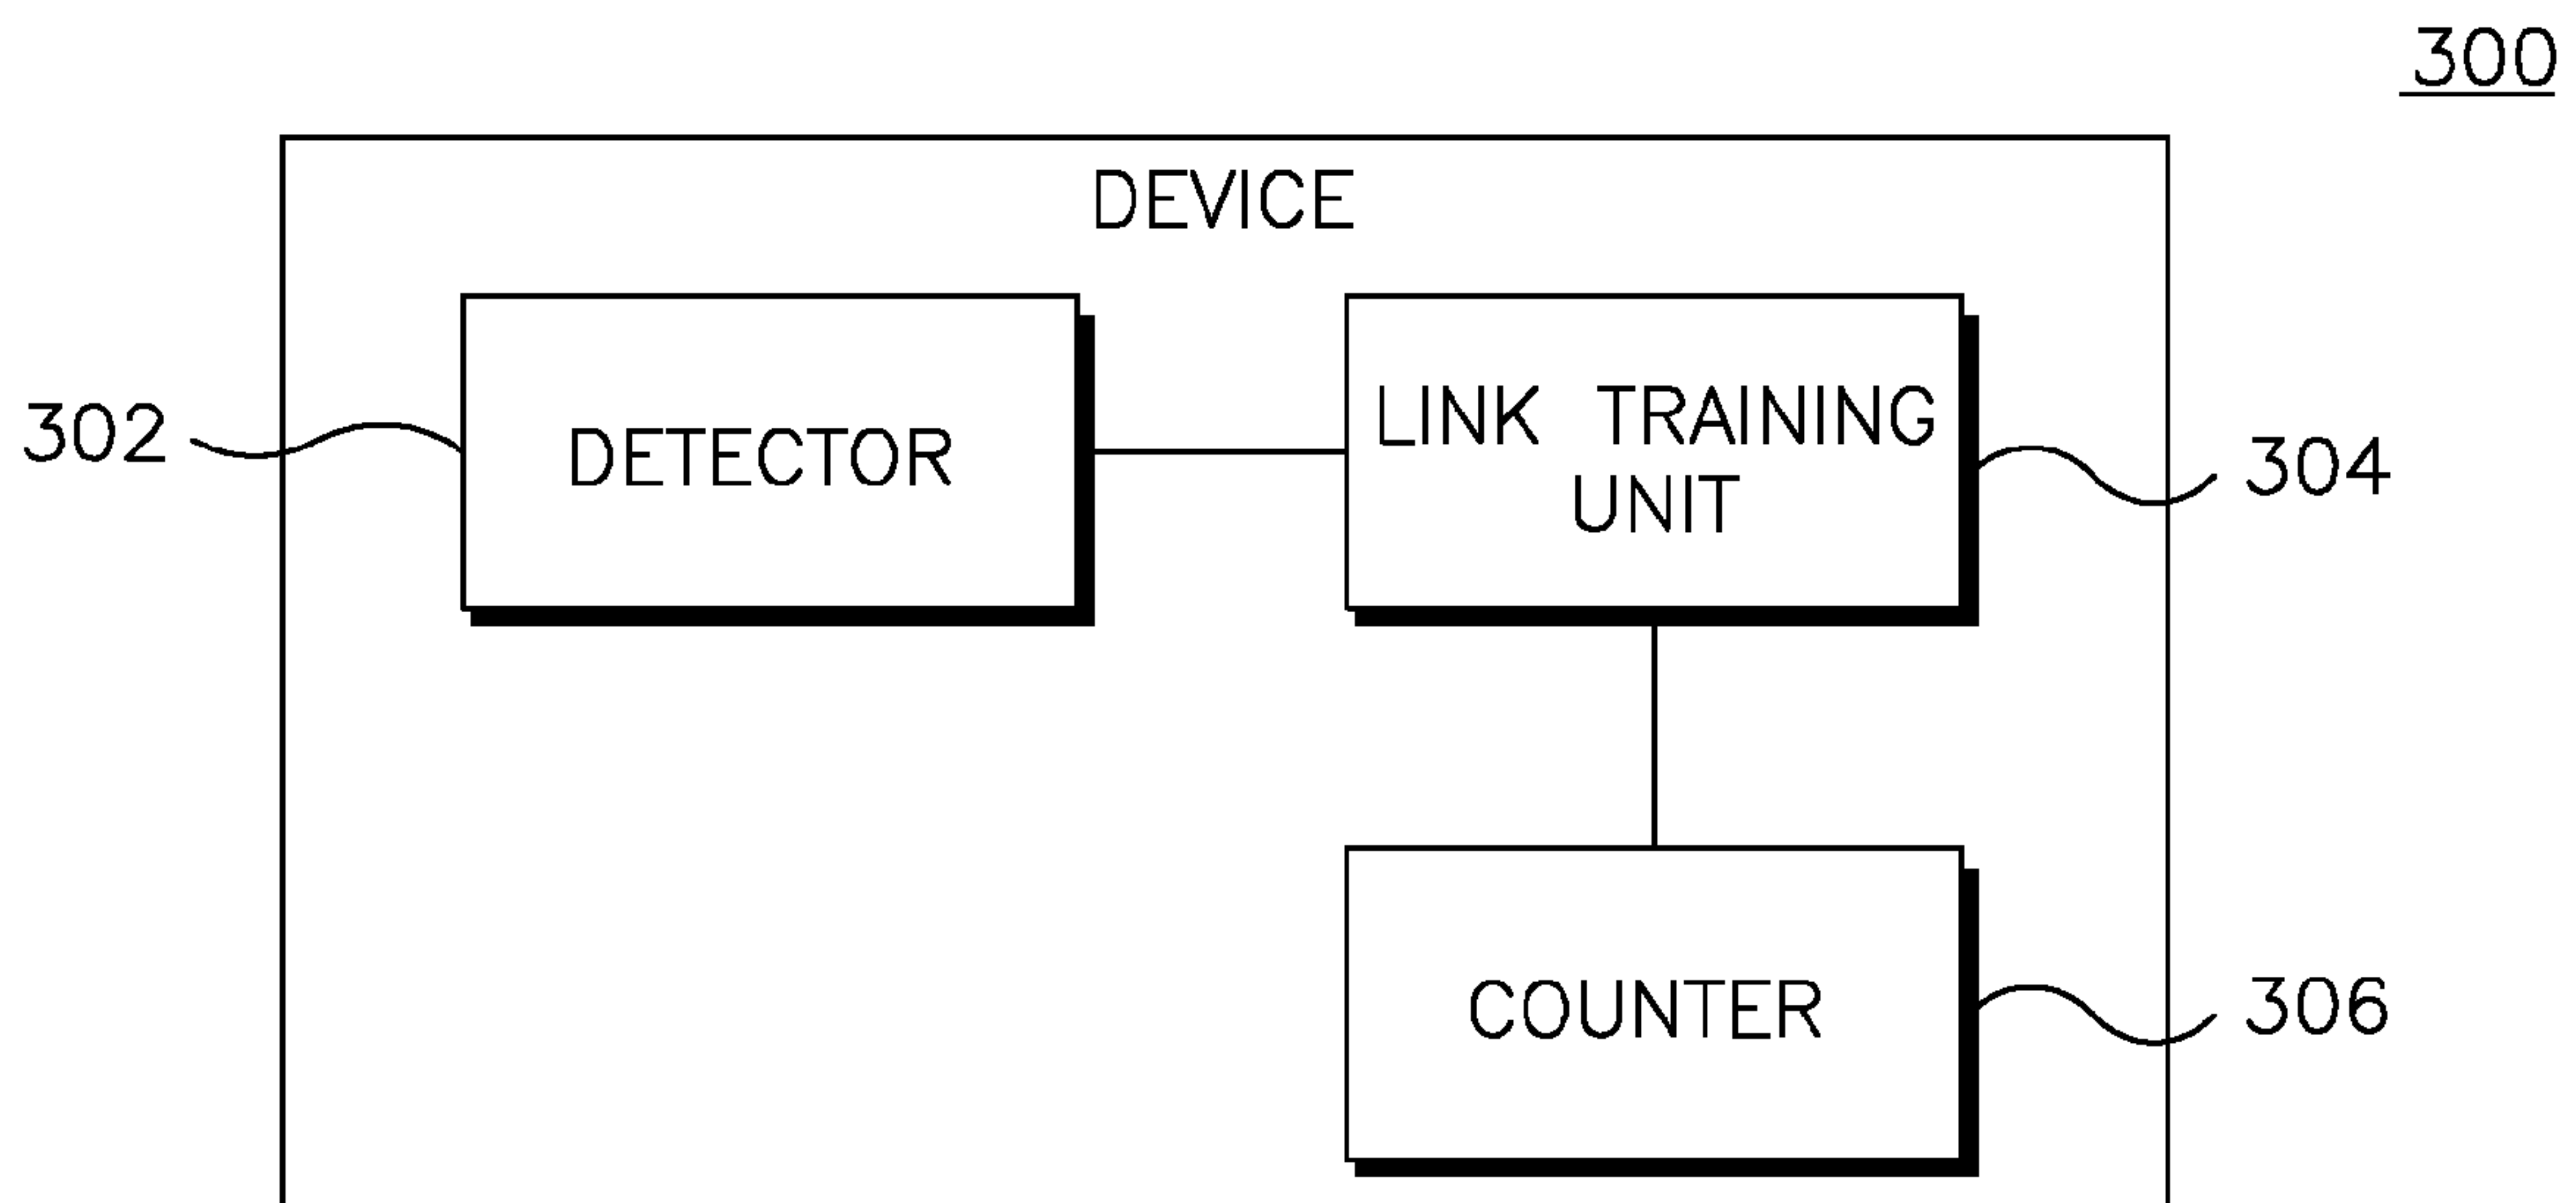 300
DEVICE
302
DETECTOR
LINK TRAINING
UNIT
304
COUNTER
306